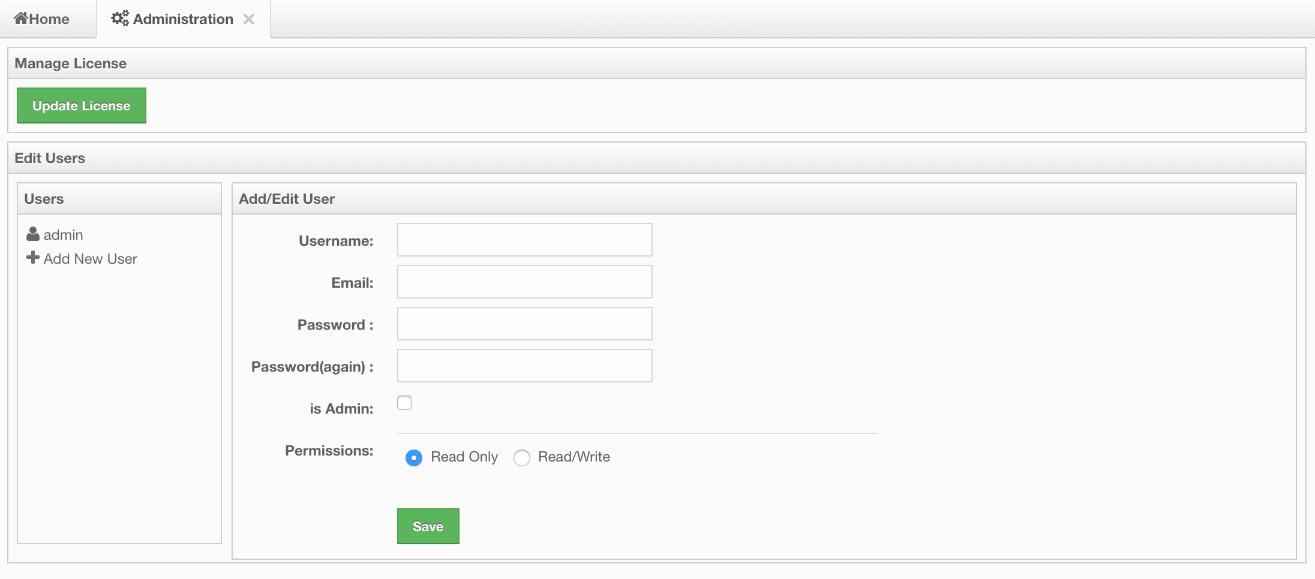 Home
Administration
Manage License
Update License
Edit Users
Users
admin
Add New User
Add/Edit User
Username:
Email:
Password :
Password(again) :
is Admin:
Permissions:
Read Only Read/Write
Save